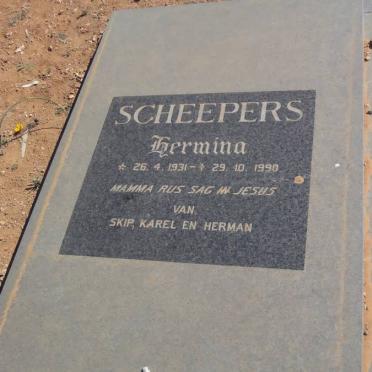 SCHEEPERS
Hermina
* 26. 4. 1931 - † 29. 10. 1990
MAMMA RUS SAG IN JESUS
VAN
SKIP, KAREL EN HERMAN